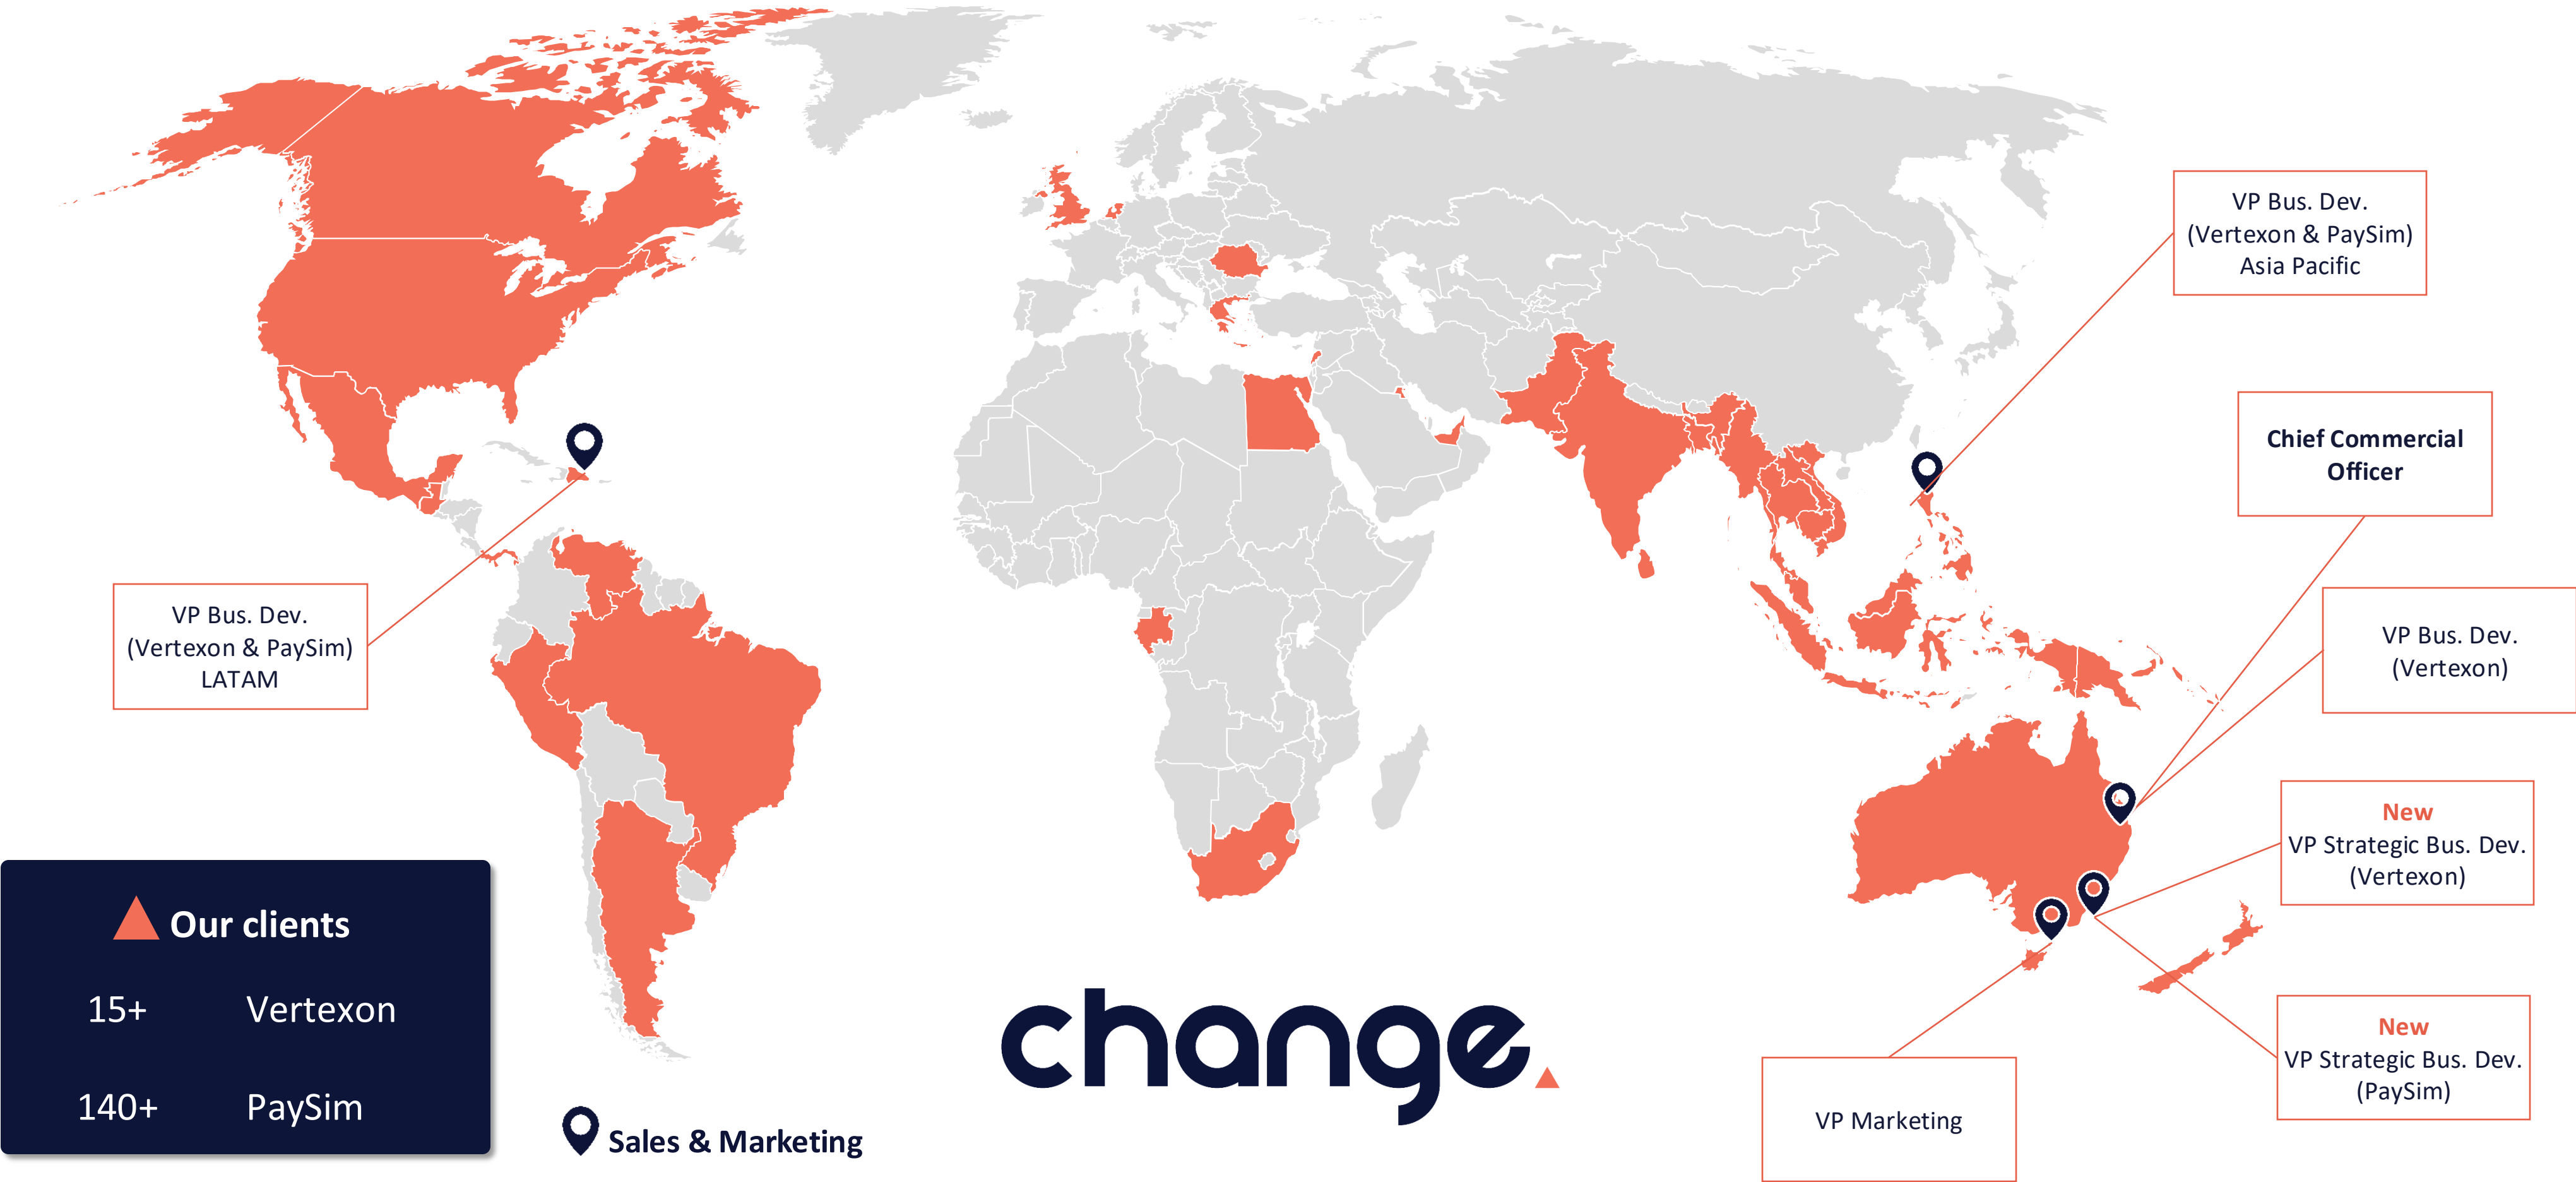 VP Bus. Dev.
(Vertexon & PaySim)
Asia Pacific
Chief Commercial
Officer
VP Bus. Dev.
(Vertexon & PaySim)
LATAM
VP Bus. Dev.
(Vertexon)
New
VP Strategic Bus. Dev.
(Vertexon)
Our clients
15+ Vertexon
140+ PaySim
change
Sales & Marketing
New
VP Strategic Bus. Dev.
(PaySim)
VP Marketing